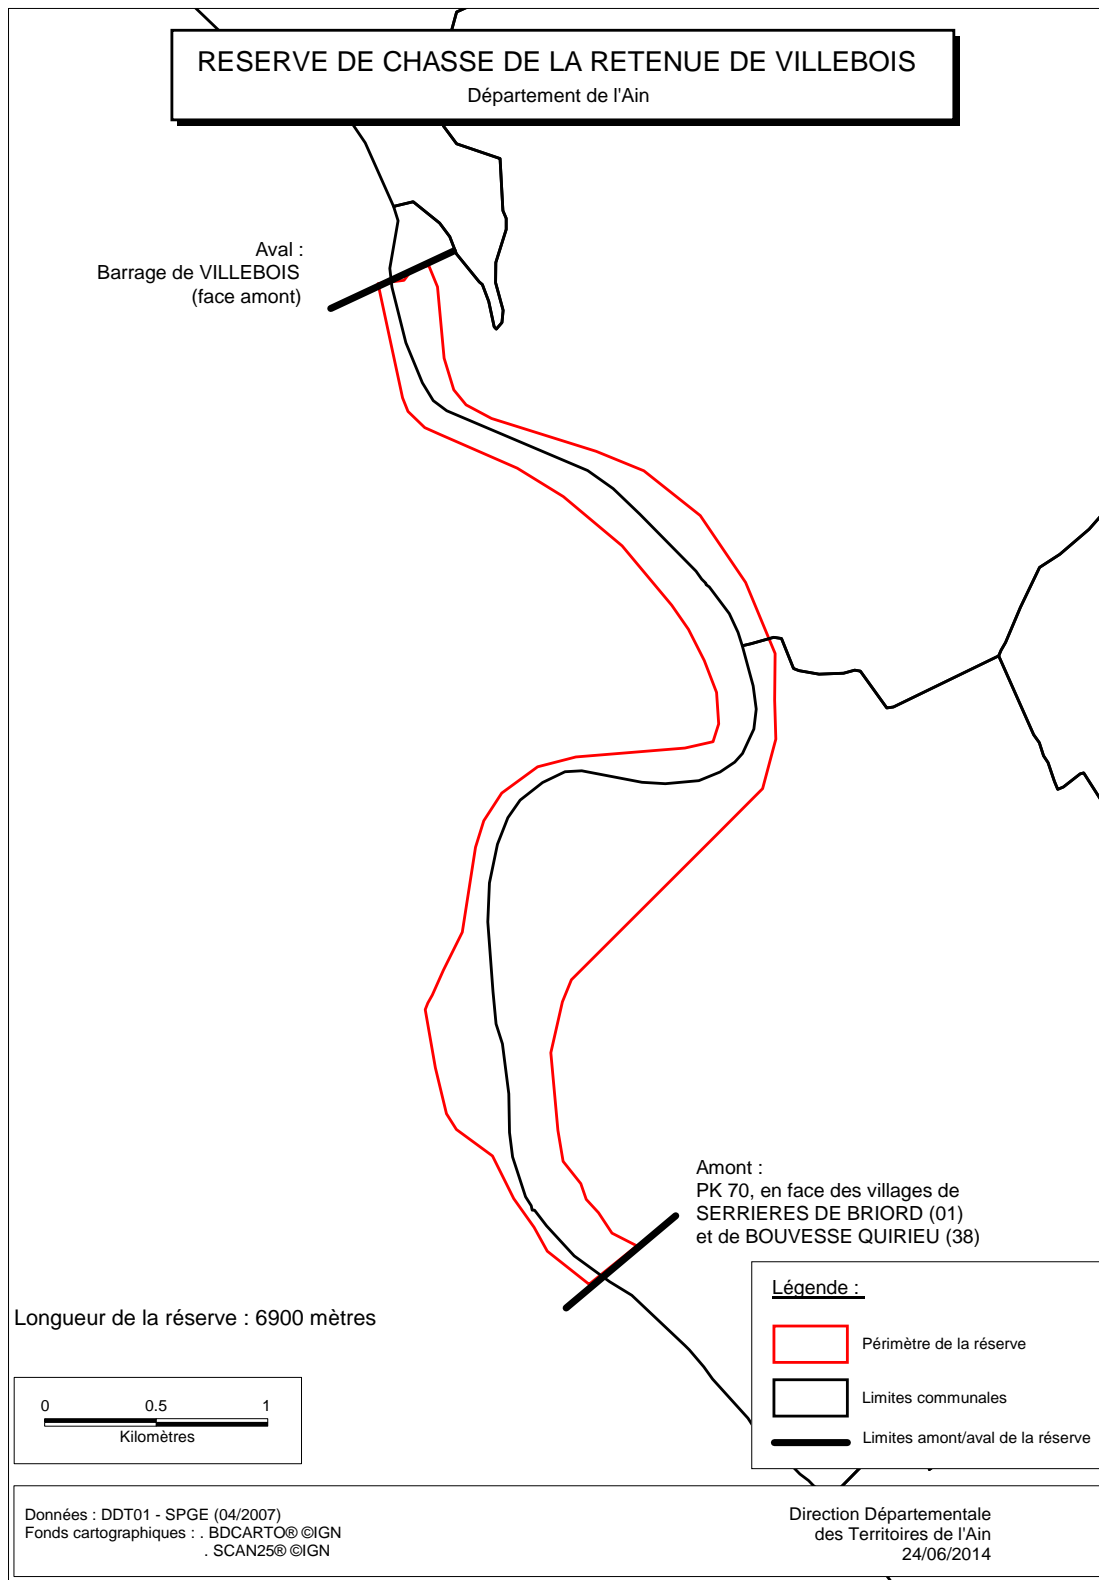 RESERVE DE CHASSE DE LA RETENUE DE VILLEBOIS
Département de l'Ain
Aval :
Barrage de VILLEBOIS
(face amont)
Amont :
PK 70, en face des villages de
SERRIERES DE BRIORD (01)
et de BOUVESSE QUIRIEU (38)
Longueur de la réserve : 6900 mètres
0 0.5 1
Kilomètres
Légende :
Périmètre de la réserve
Limites communales
Limites amont/aval de la réserve
Données : DDT01 - SPGE (04/2007)
Fonds cartographiques : . BDCARTO® ©IGN
. SCAN25® ©IGN
Direction Départementale
des Territoires de l'Ain
24/06/2014